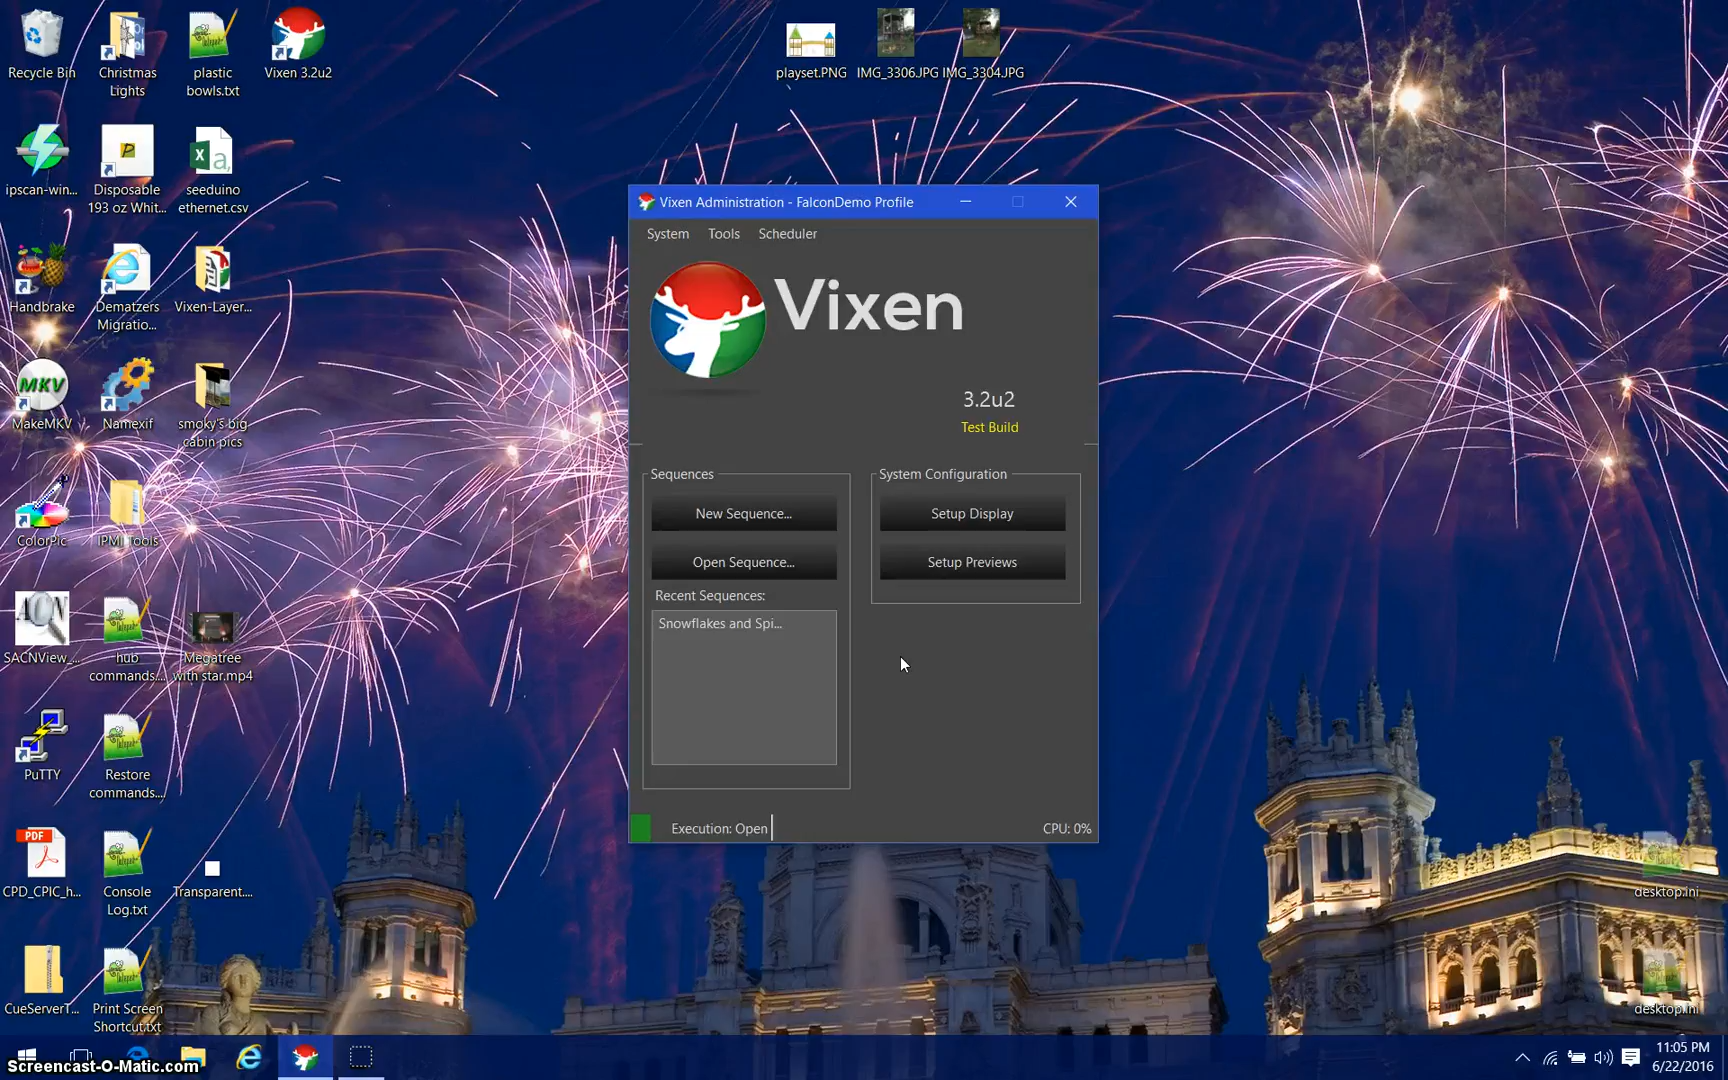 Recycle Bin
Christmas
Lights
plastic
bowls.txt
Vixen 3.2u2
playset.PNG
IMG_3306.JPG
IMG_3304.JPG
ipscan-win...
Disposable
193 oz Whit...
seeduino
ethernet.csv
Handbrake
Dematzers
Migratio...
Vixen-Layer...
MKV
MakeMKV
Namexif
smoky's big
cabin pics
ColorPic
IPMI Tools
ACN
SACNView_...
hub
commands....
Megatree
with star.mp4
PuTTY
Restore
commands....
PDF
CPD_CPIC_h...
Console
Log.txt
Transparent....
CueServerT...
Print Screen
Shortcut.txt
desktop.ini
desktop.ini
Vixen Administration - FalconDemo Profile
System
Tools
Scheduler
Vixen
3.2u2
Test Build
Sequences
New Sequence...
Open Sequence...
Recent Sequences:
Snowflakes and Spi...
System Configuration
Setup Display
Setup Previews
Execution: Open
CPU: 0%
Screencast-O-Matic.com
11:05 PM
6/22/2016